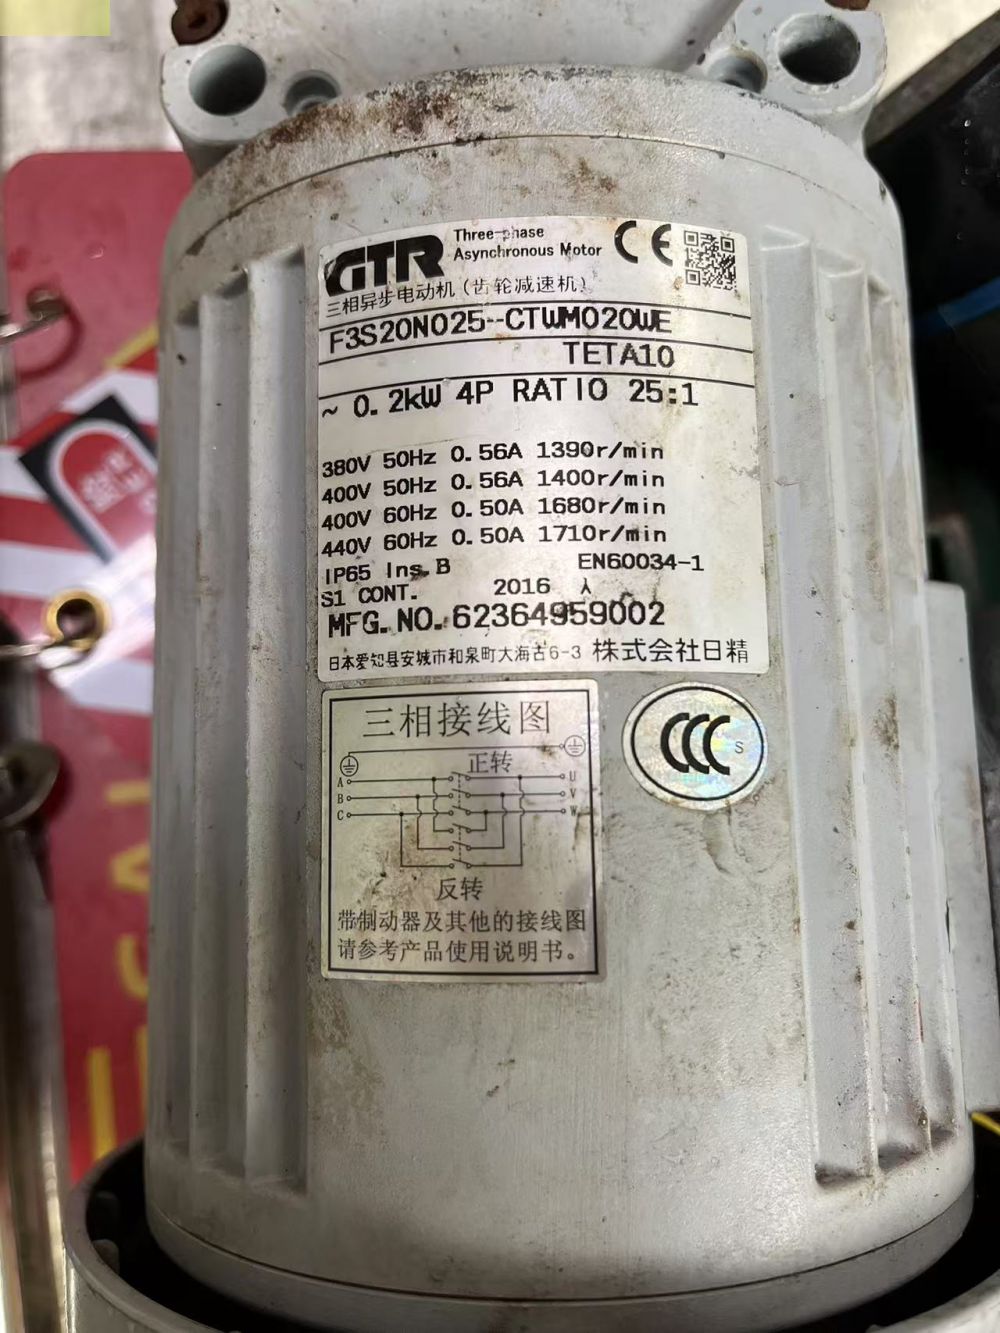 GTR Three-phase
Asynchronous Motor CE
三相异步电动机(齿轮减速机)
F3S20N025--CTWM020WE
TETA10
~ 0.2kW 4P RATIO 25:1
380V 50Hz 0.56A 1390r/min
400V 50Hz 0.56A 1400r/min
400V 60Hz 0.50A 1680r/min
440V 60Hz 0.50A 1710r/min
IP65 Ins.B EN60034-1
S1 CONT. 2016 人
MFG.NO.62364959002
日本爱知县安城市和泉町大海古6-3 株式会社日精
三相接线图
正转
A U
B V
C W
反转
带制动器及其他的接线图
请参考产品使用说明书。
CCC S